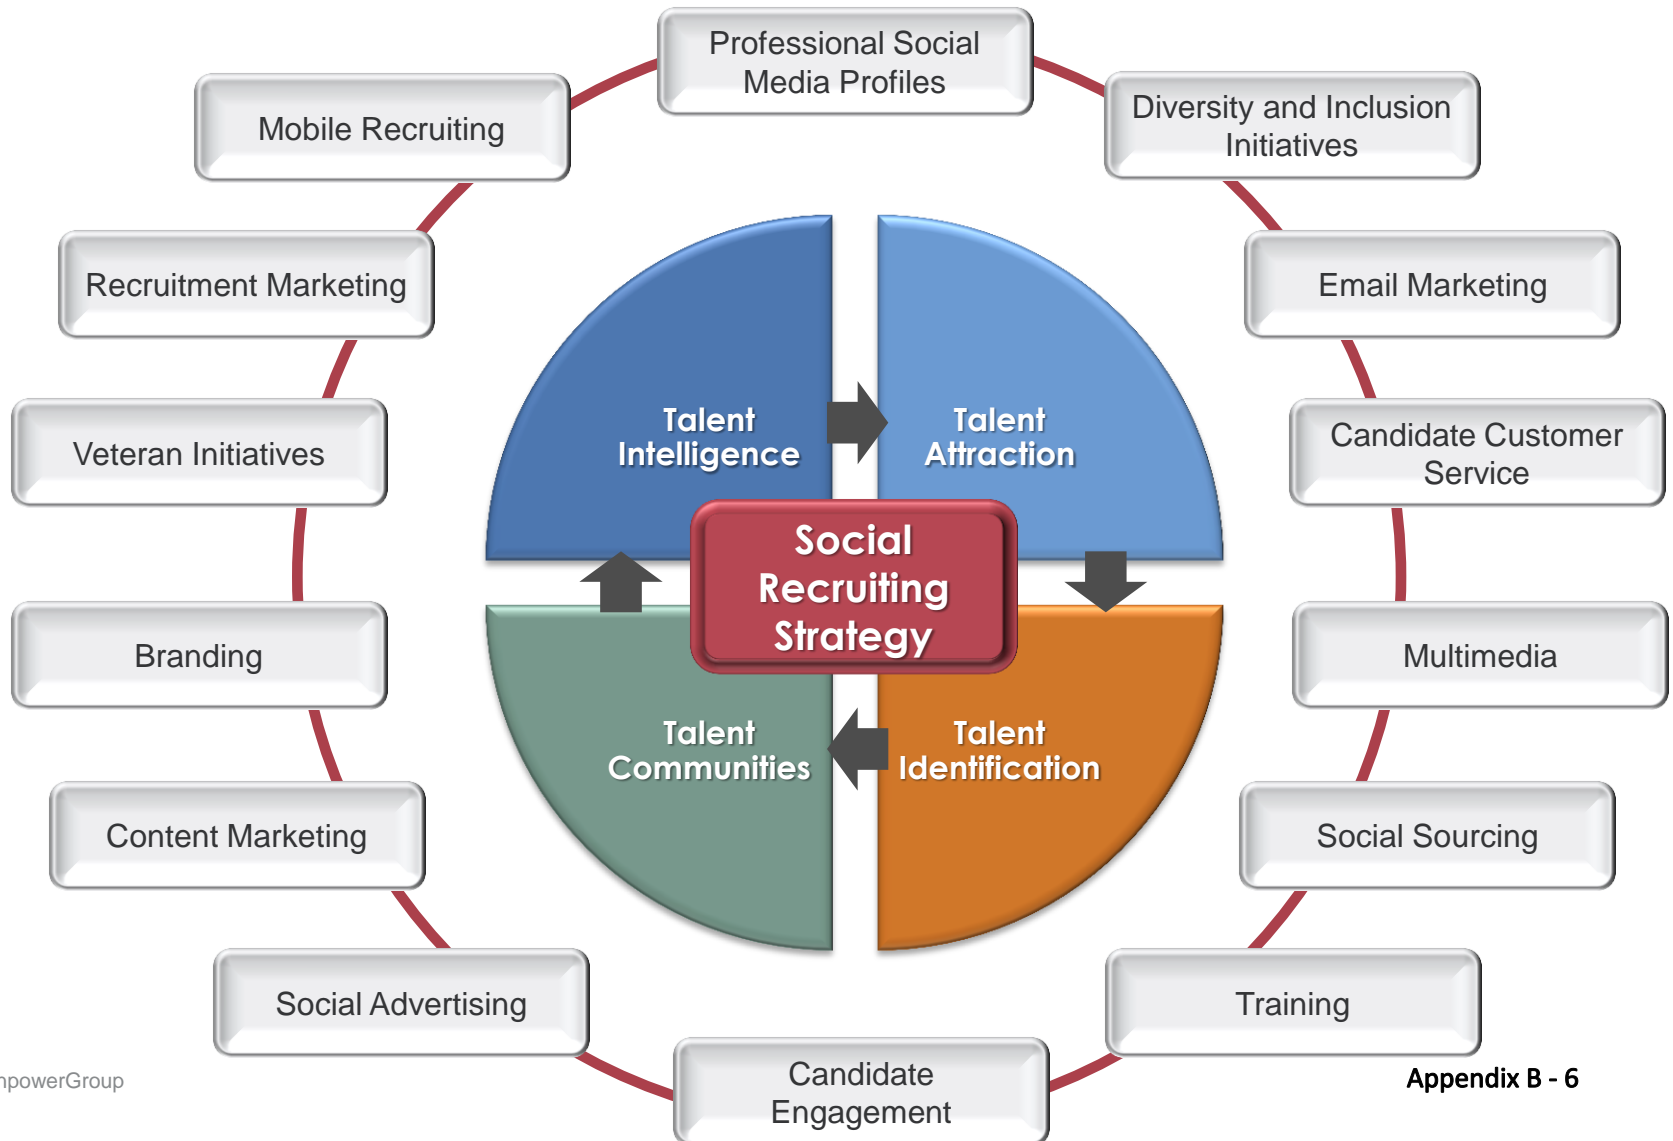 Professional Social
Media Profiles
Mobile Recruiting
Diversity and Inclusion
Initiatives
Recruitment Marketing
Email Marketing
Talent
Intelligence
Talent
Attraction
Veteran Initiatives
Candidate Customer
Service
Social
Recruiting
Strategy
Branding
Multimedia
Talent
Communities
Talent
Identification
Content Marketing
Social Sourcing
Social Advertising
Training
Candidate
Engagement
npowerGroup
Appendix B - 6